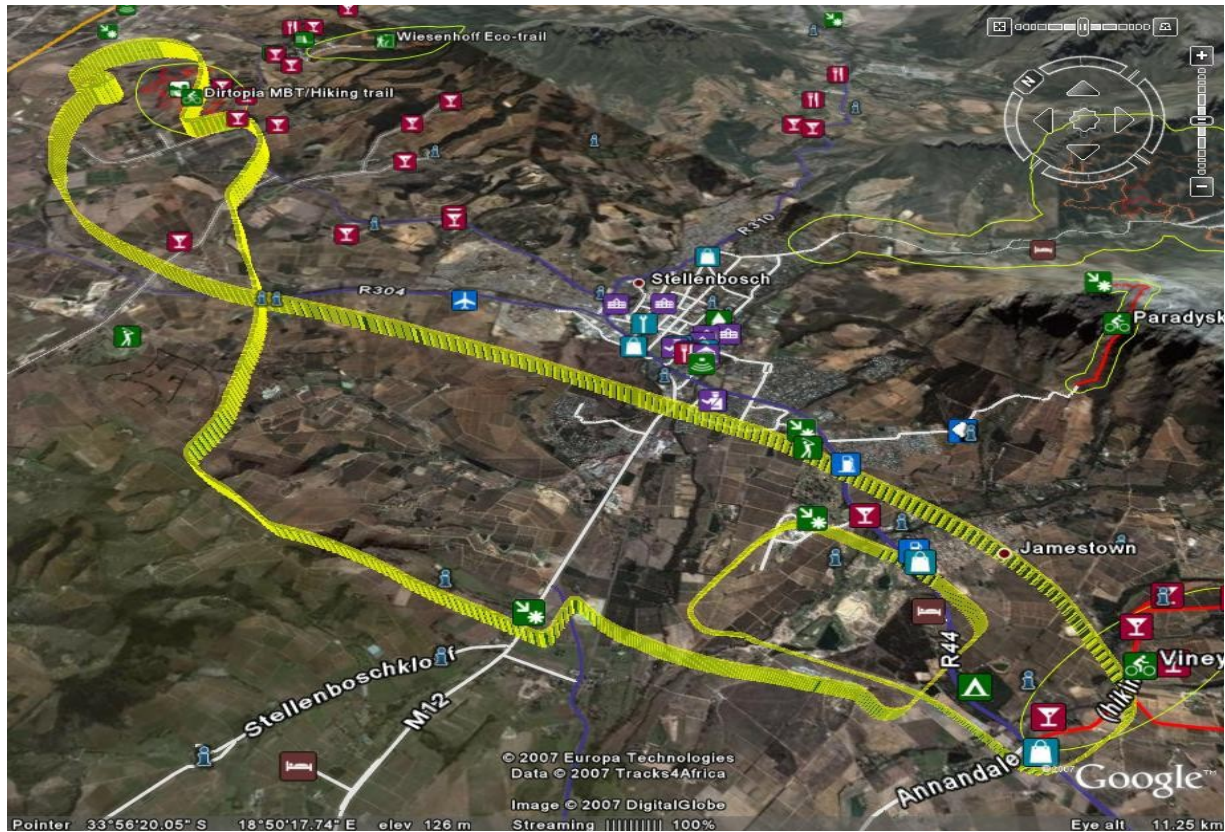 Wiesenhoff Eco-trail
N
Dirtopia MBT/Hiking trail
R310
Stellenbosch
R304
Paradysk
Jamestown
R44
Viney
(hikin
Stellenboschkloof
M12
Annandale
© 2007 Europa Technologies
Data © 2007 Tracks4Africa
Image © 2007 DigitalGlobe
©2007 Google™
Pointer 33°56'20.05" S 18°50'17.74" E elev 126 m Streaming |||||||||| 100% Eye alt 11.25 km